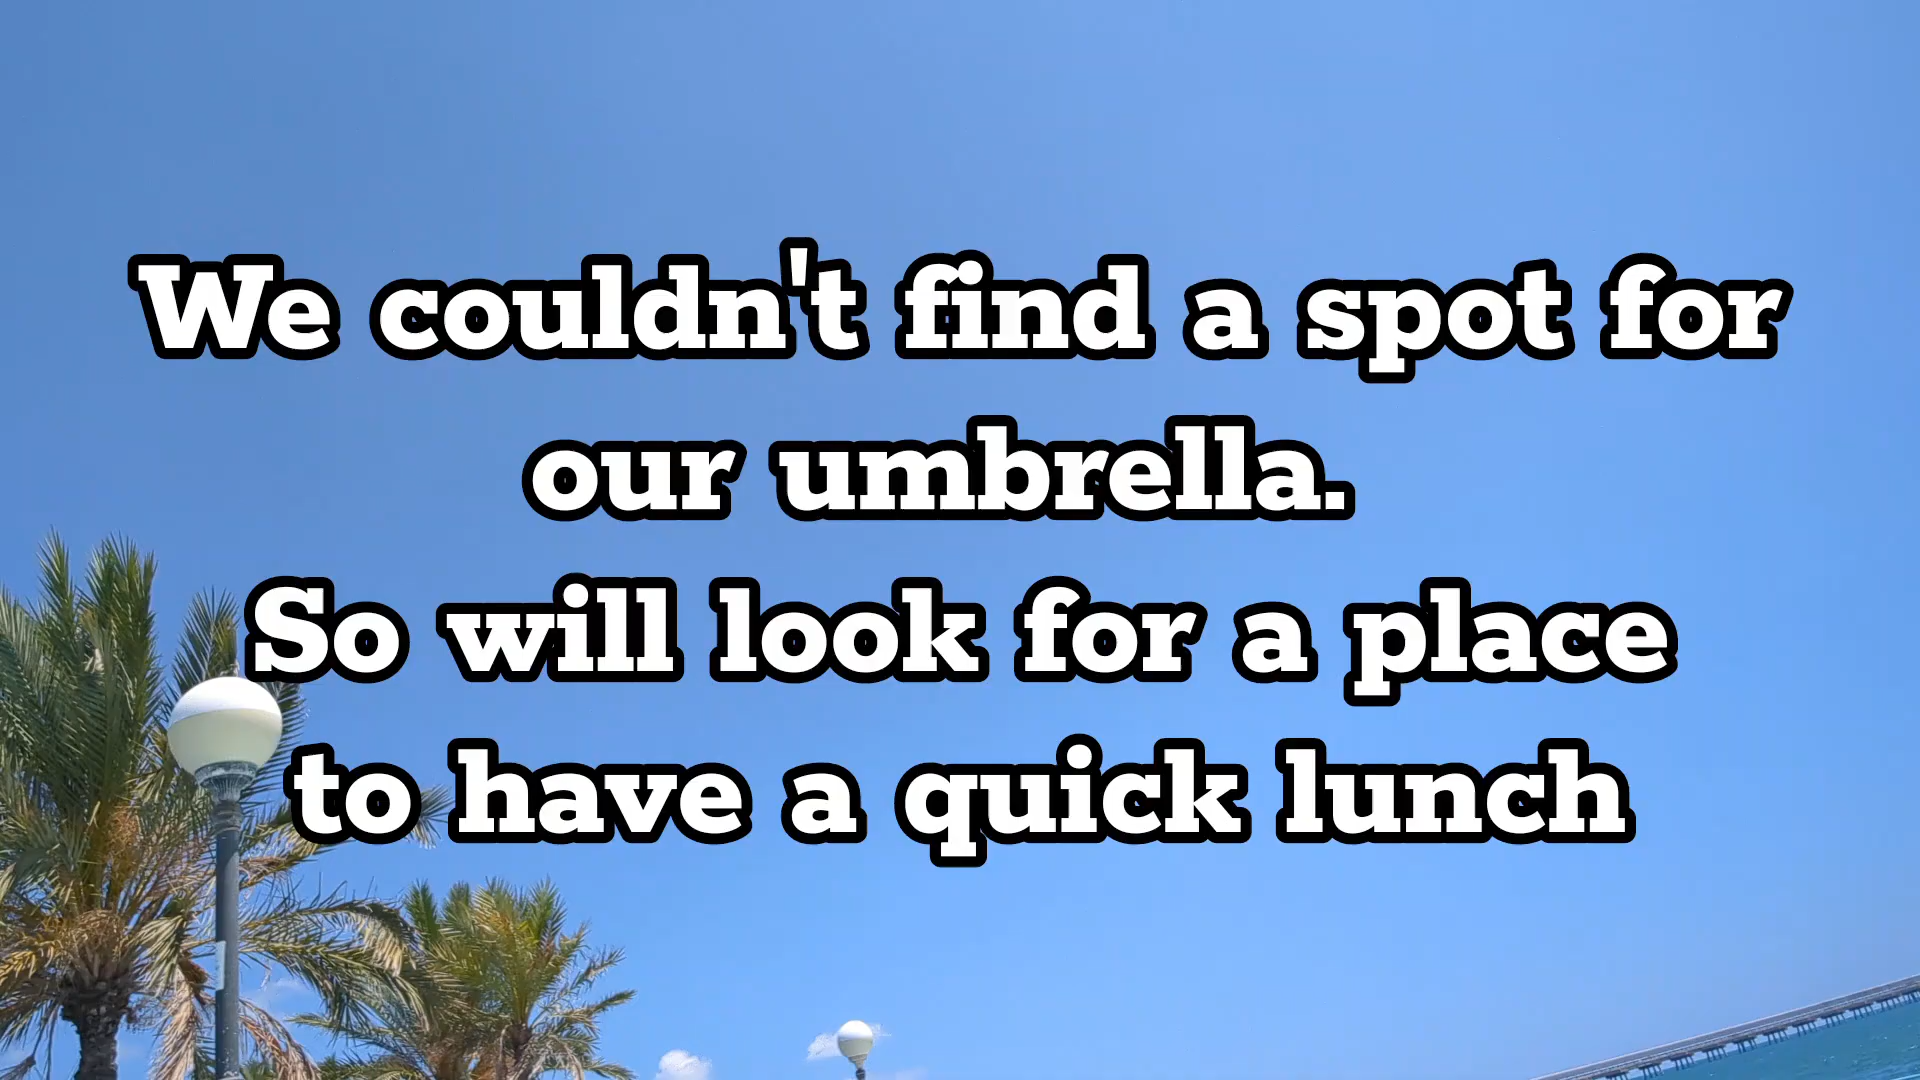 We couldn't find a spot for
our umbrella.
So will look for a place
to have a quick lunch